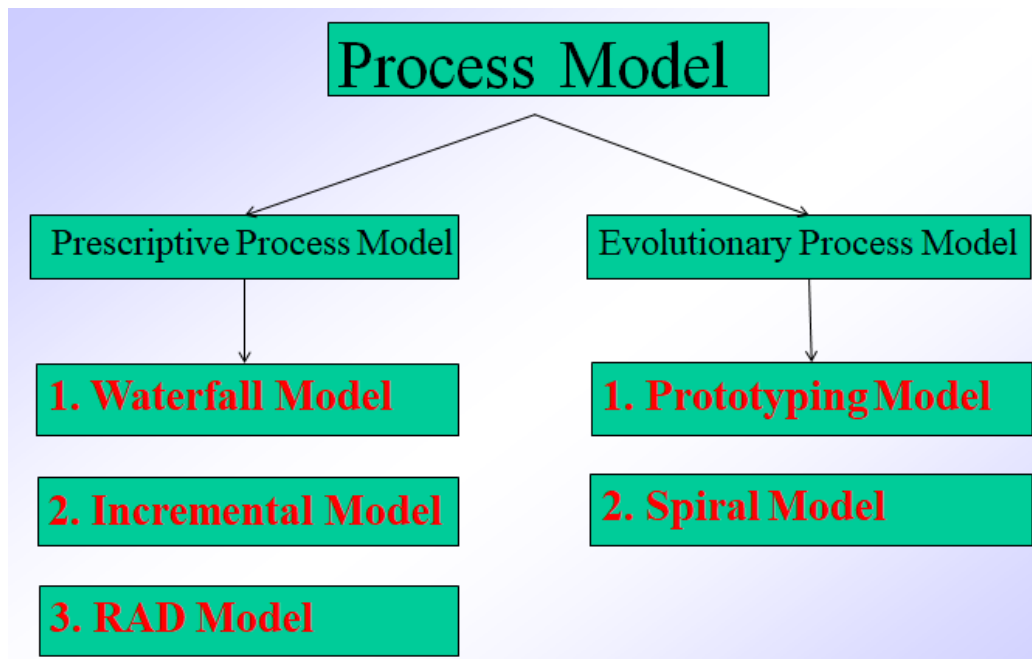 Process Model
Prescriptive Process Model
Evolutionary Process Model
1. Waterfall Model
1. Prototyping Model
2. Incremental Model
2. Spiral Model
3. RAD Model